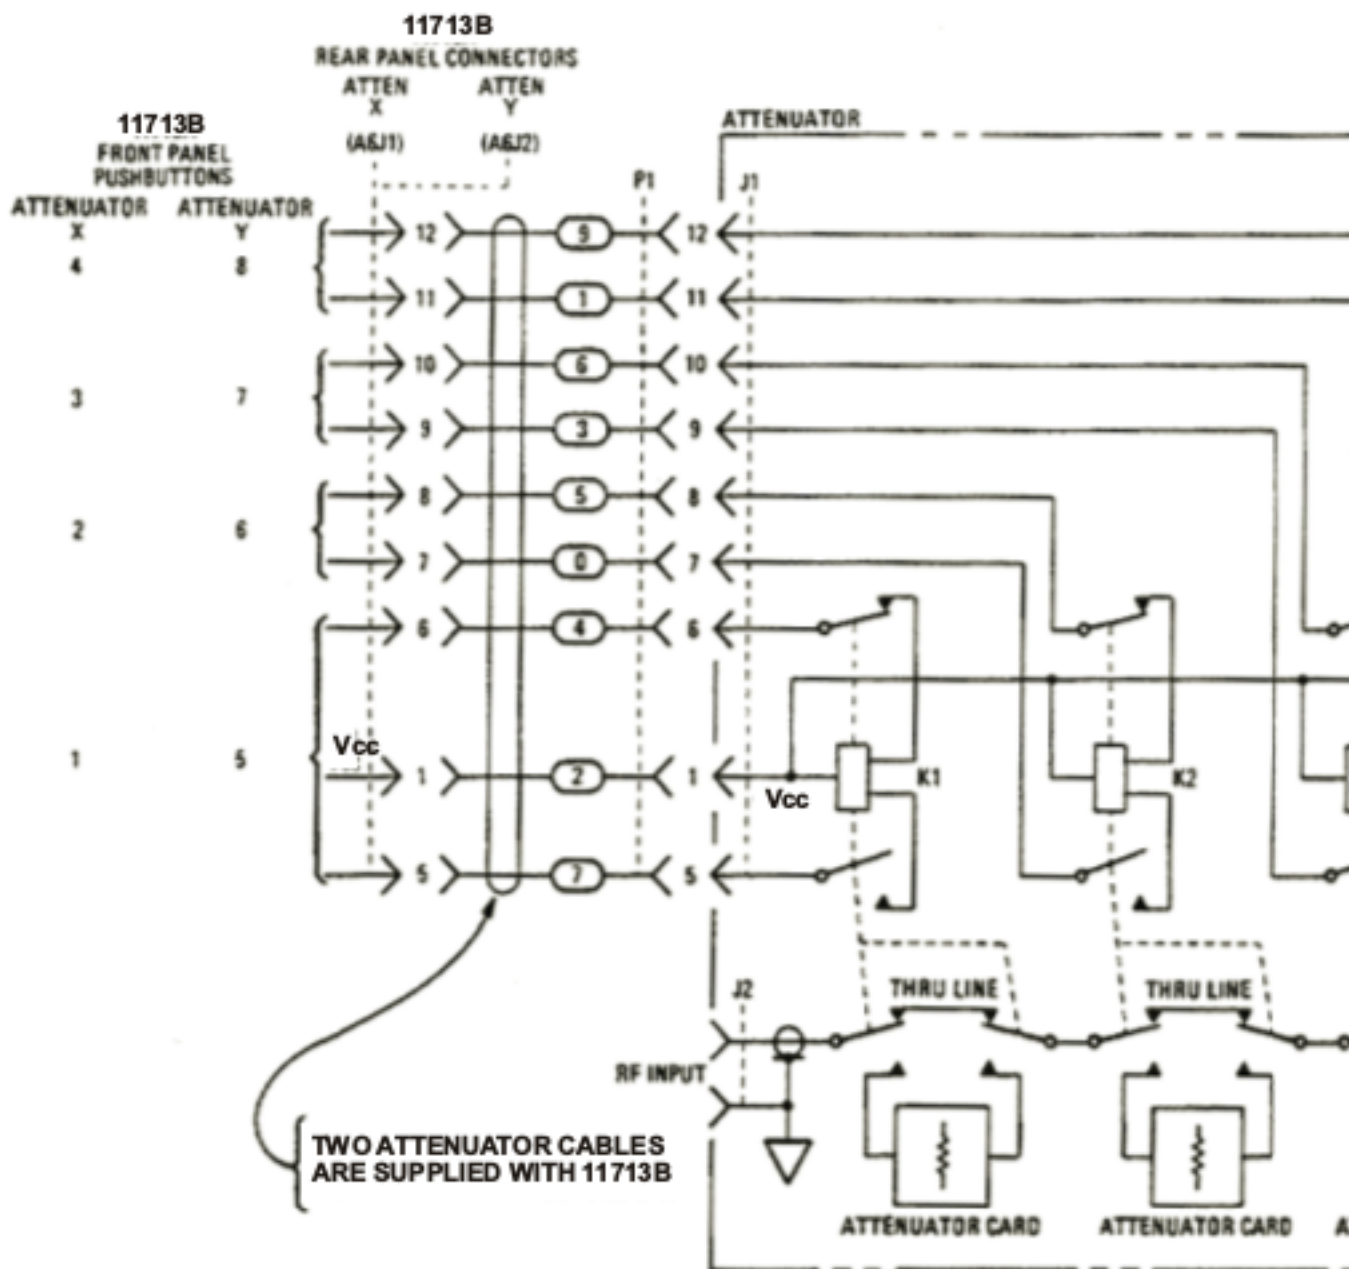 11713B
REAR PANEL CONNECTORS
ATTEN ATTEN
X Y
(A6J1) (A6J2)
11713B
FRONT PANEL
PUSHBUTTONS
ATTENUATOR ATTENUATOR
X Y
ATTENUATOR
P1 J1
4 8
12 9 12
11 1 11
3 7
10 6 10
9 3 9
2 6
8 5 8
7 0 7
6 4 6
1 5
Vcc 1 2 1 Vcc
K1 K2
5 7 5
J2
THRU LINE THRU LINE
RF INPUT
TWO ATTENUATOR CABLES
ARE SUPPLIED WITH 11713B
ATTENUATOR CARD ATTENUATOR CARD